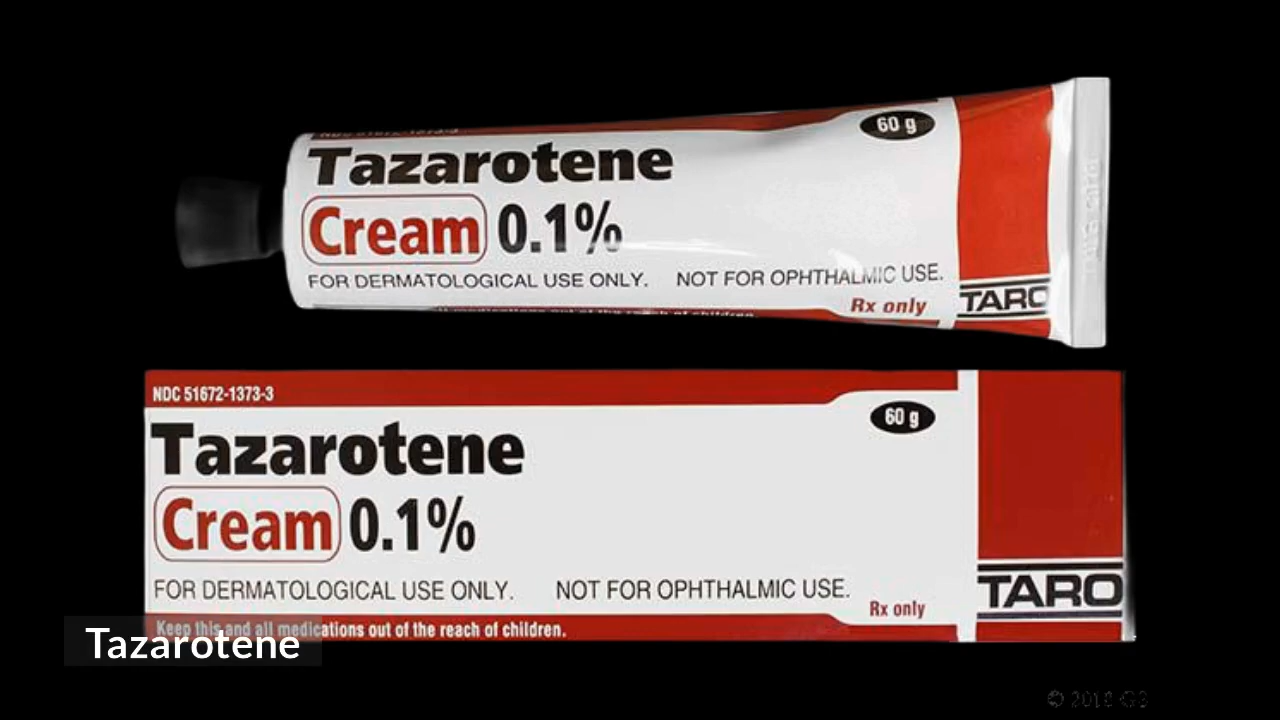 60 g
Tazarotene
Cream 0.1%
FOR DERMATOLOGICAL USE ONLY. NOT FOR OPHTHALMIC USE.
Rx only
TARO
NDC 51672-1373-3
60 g
Tazarotene
Cream 0.1%
FOR DERMATOLOGICAL USE ONLY. NOT FOR OPHTHALMIC USE.
Rx only
TARO
Keep this and all medications out of the reach of children.
Tazarotene